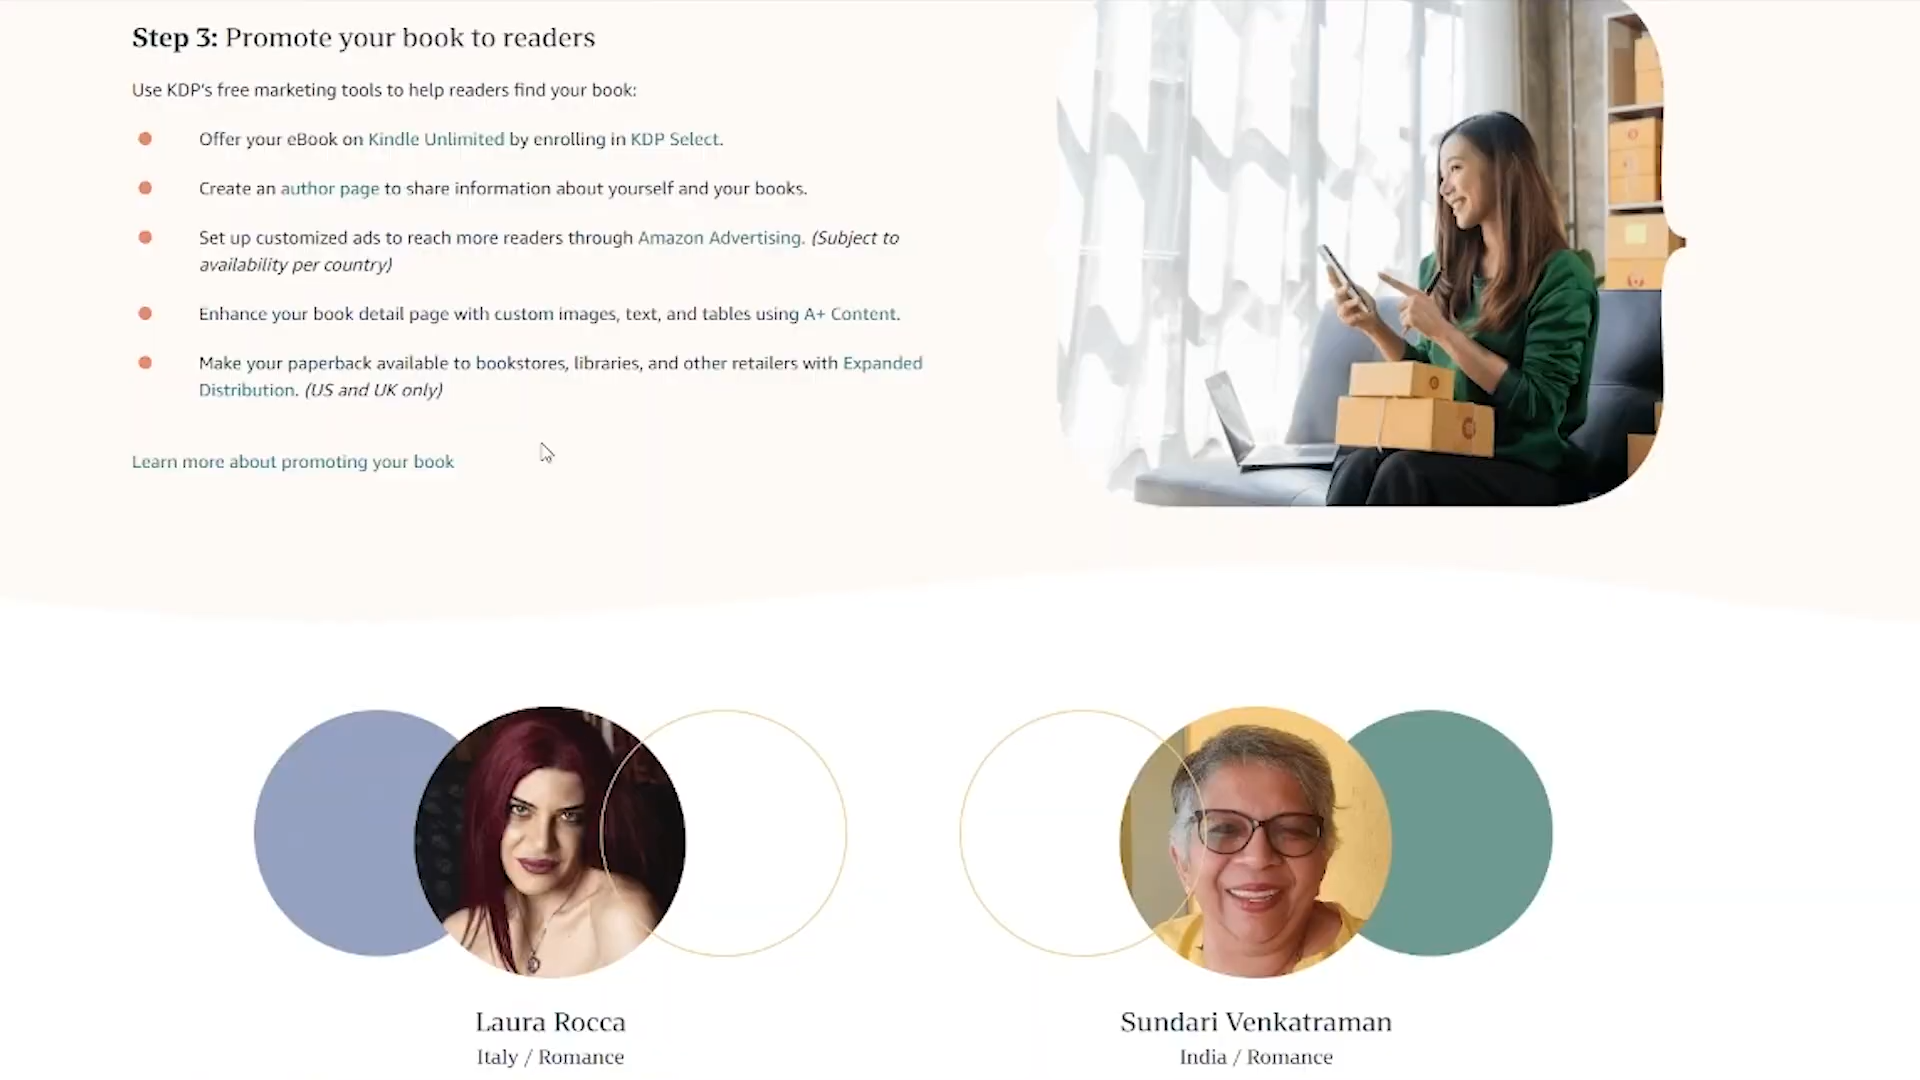 Step 3: Promote your book to readers
Use KDP's free marketing tools to help readers find your book:
Offer your eBook on Kindle Unlimited by enrolling in KDP Select.
Create an author page to share information about yourself and your books.
Set up customized ads to reach more readers through Amazon Advertising. (Subject to
availability per country)
Enhance your book detail page with custom images, text, and tables using A+ Content.
Make your paperback available to bookstores, libraries, and other retailers with Expanded
Distribution. (US and UK only)
Learn more about promoting your book
Laura Rocca
Italy / Romance
Sundari Venkatraman
India / Romance